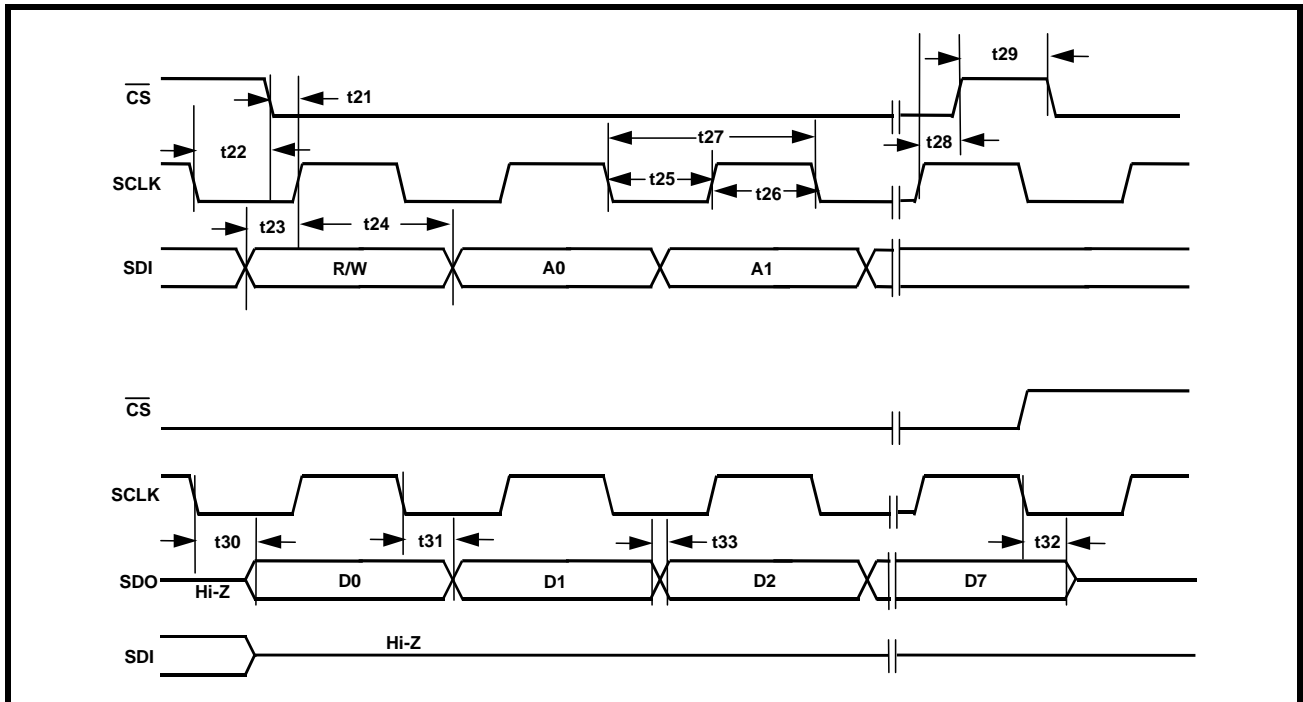 t29
CS
t21
t27
t28
t22
SCLK
t25
t26
t23
t24
SDI
R/W
A0
A1
CS
SCLK
t30
t31
t33
t32
SDO
Hi-Z
D0
D1
D2
D7
SDI
Hi-Z